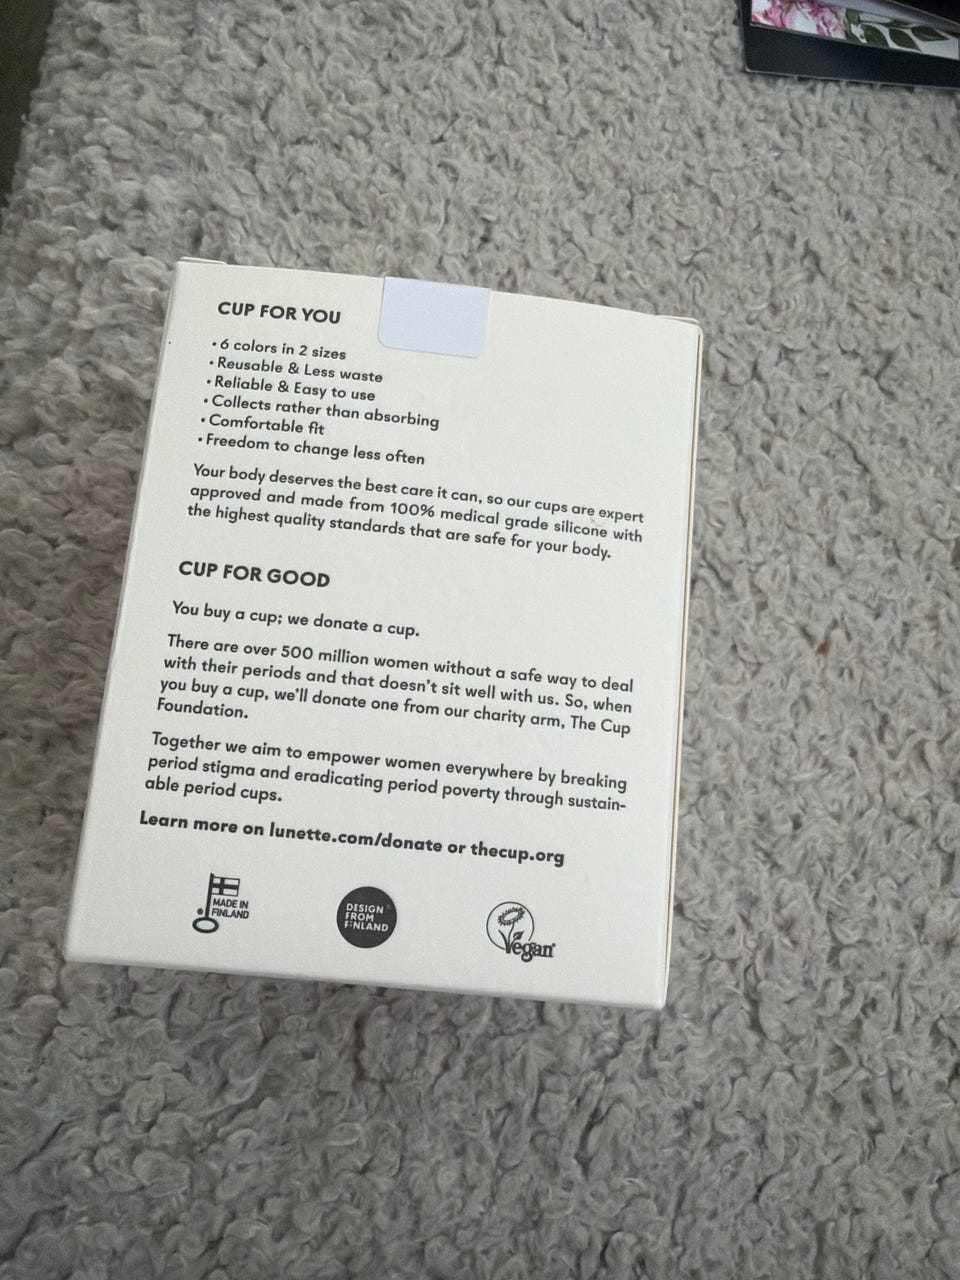 CUP FOR YOU
• 6 colors in 2 sizes
• Reusable & Less waste
• Reliable & Easy to use
• Collects rather than absorbing
• Comfortable fit
• Freedom to change less often
Your body deserves the best care it can, so our cups are expert
approved and made from 100% medical grade silicone with
the highest quality standards that are safe for your body.
CUP FOR GOOD
You buy a cup; we donate a cup.
There are over 500 million women without a safe way to deal
with their periods and that doesn't sit well with us. So, when
you buy a cup, we'll donate one from our charity arm, The Cup
Foundation.
Together we aim to empower women everywhere by breaking
period stigma and eradicating period poverty through sustain-
able period cups.
Learn more on lunette.com/donate or thecup.org
MADE IN
FINLAND
DESIGN
FROM
FINLAND
Vegan